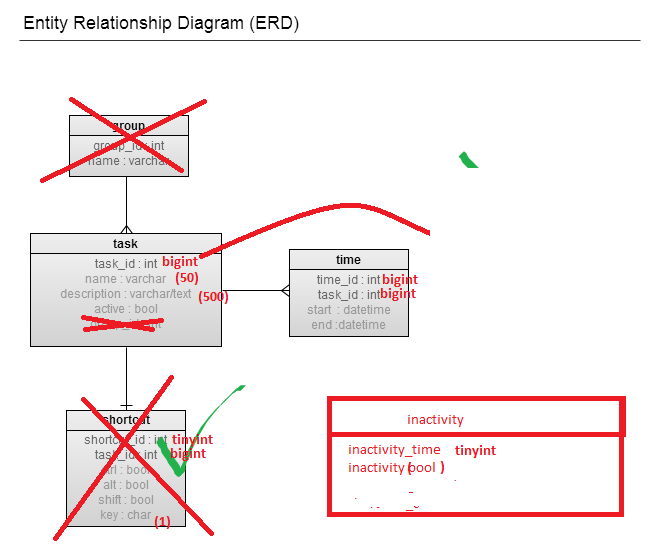 Entity Relationship Diagram (ERD)
group
group_id : int
name : varchar
task
task_id : int bigint
name : varchar (50)
description : varchar/text (500)
active : bool
time
time_id : int bigint
task_id : int bigint
start : datetime
end :datetime
shortcut
shortcut_id : int tinyint
task_id : int bigint
ctrl : bool
alt : bool
shift : bool
key : char (1)
inactivity
inactivity_time tinyint
inactivity (bool )